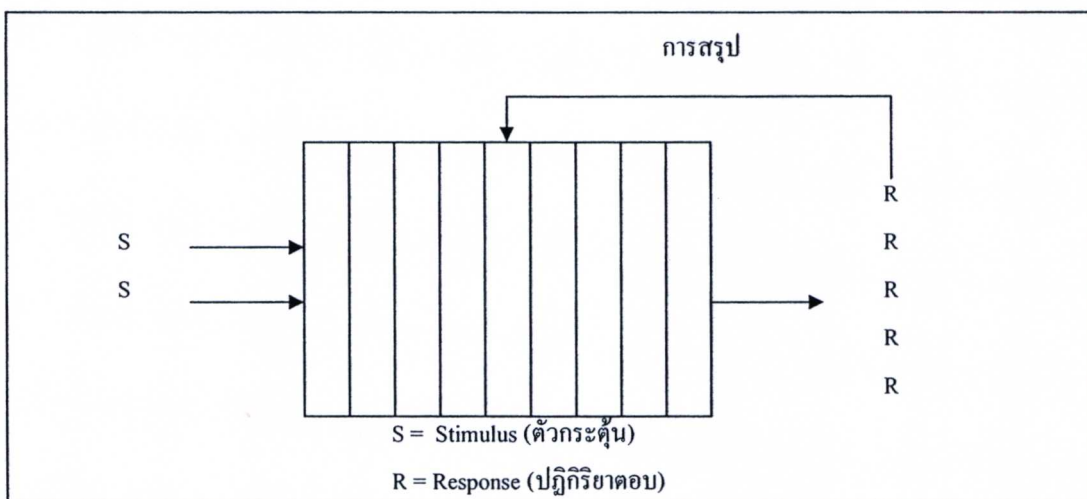 การสรุป
R
S R
S R
R
R
S = Stimulus (ตัวกระตุ้น)
R = Response (ปฏิกิริยาตอบ)